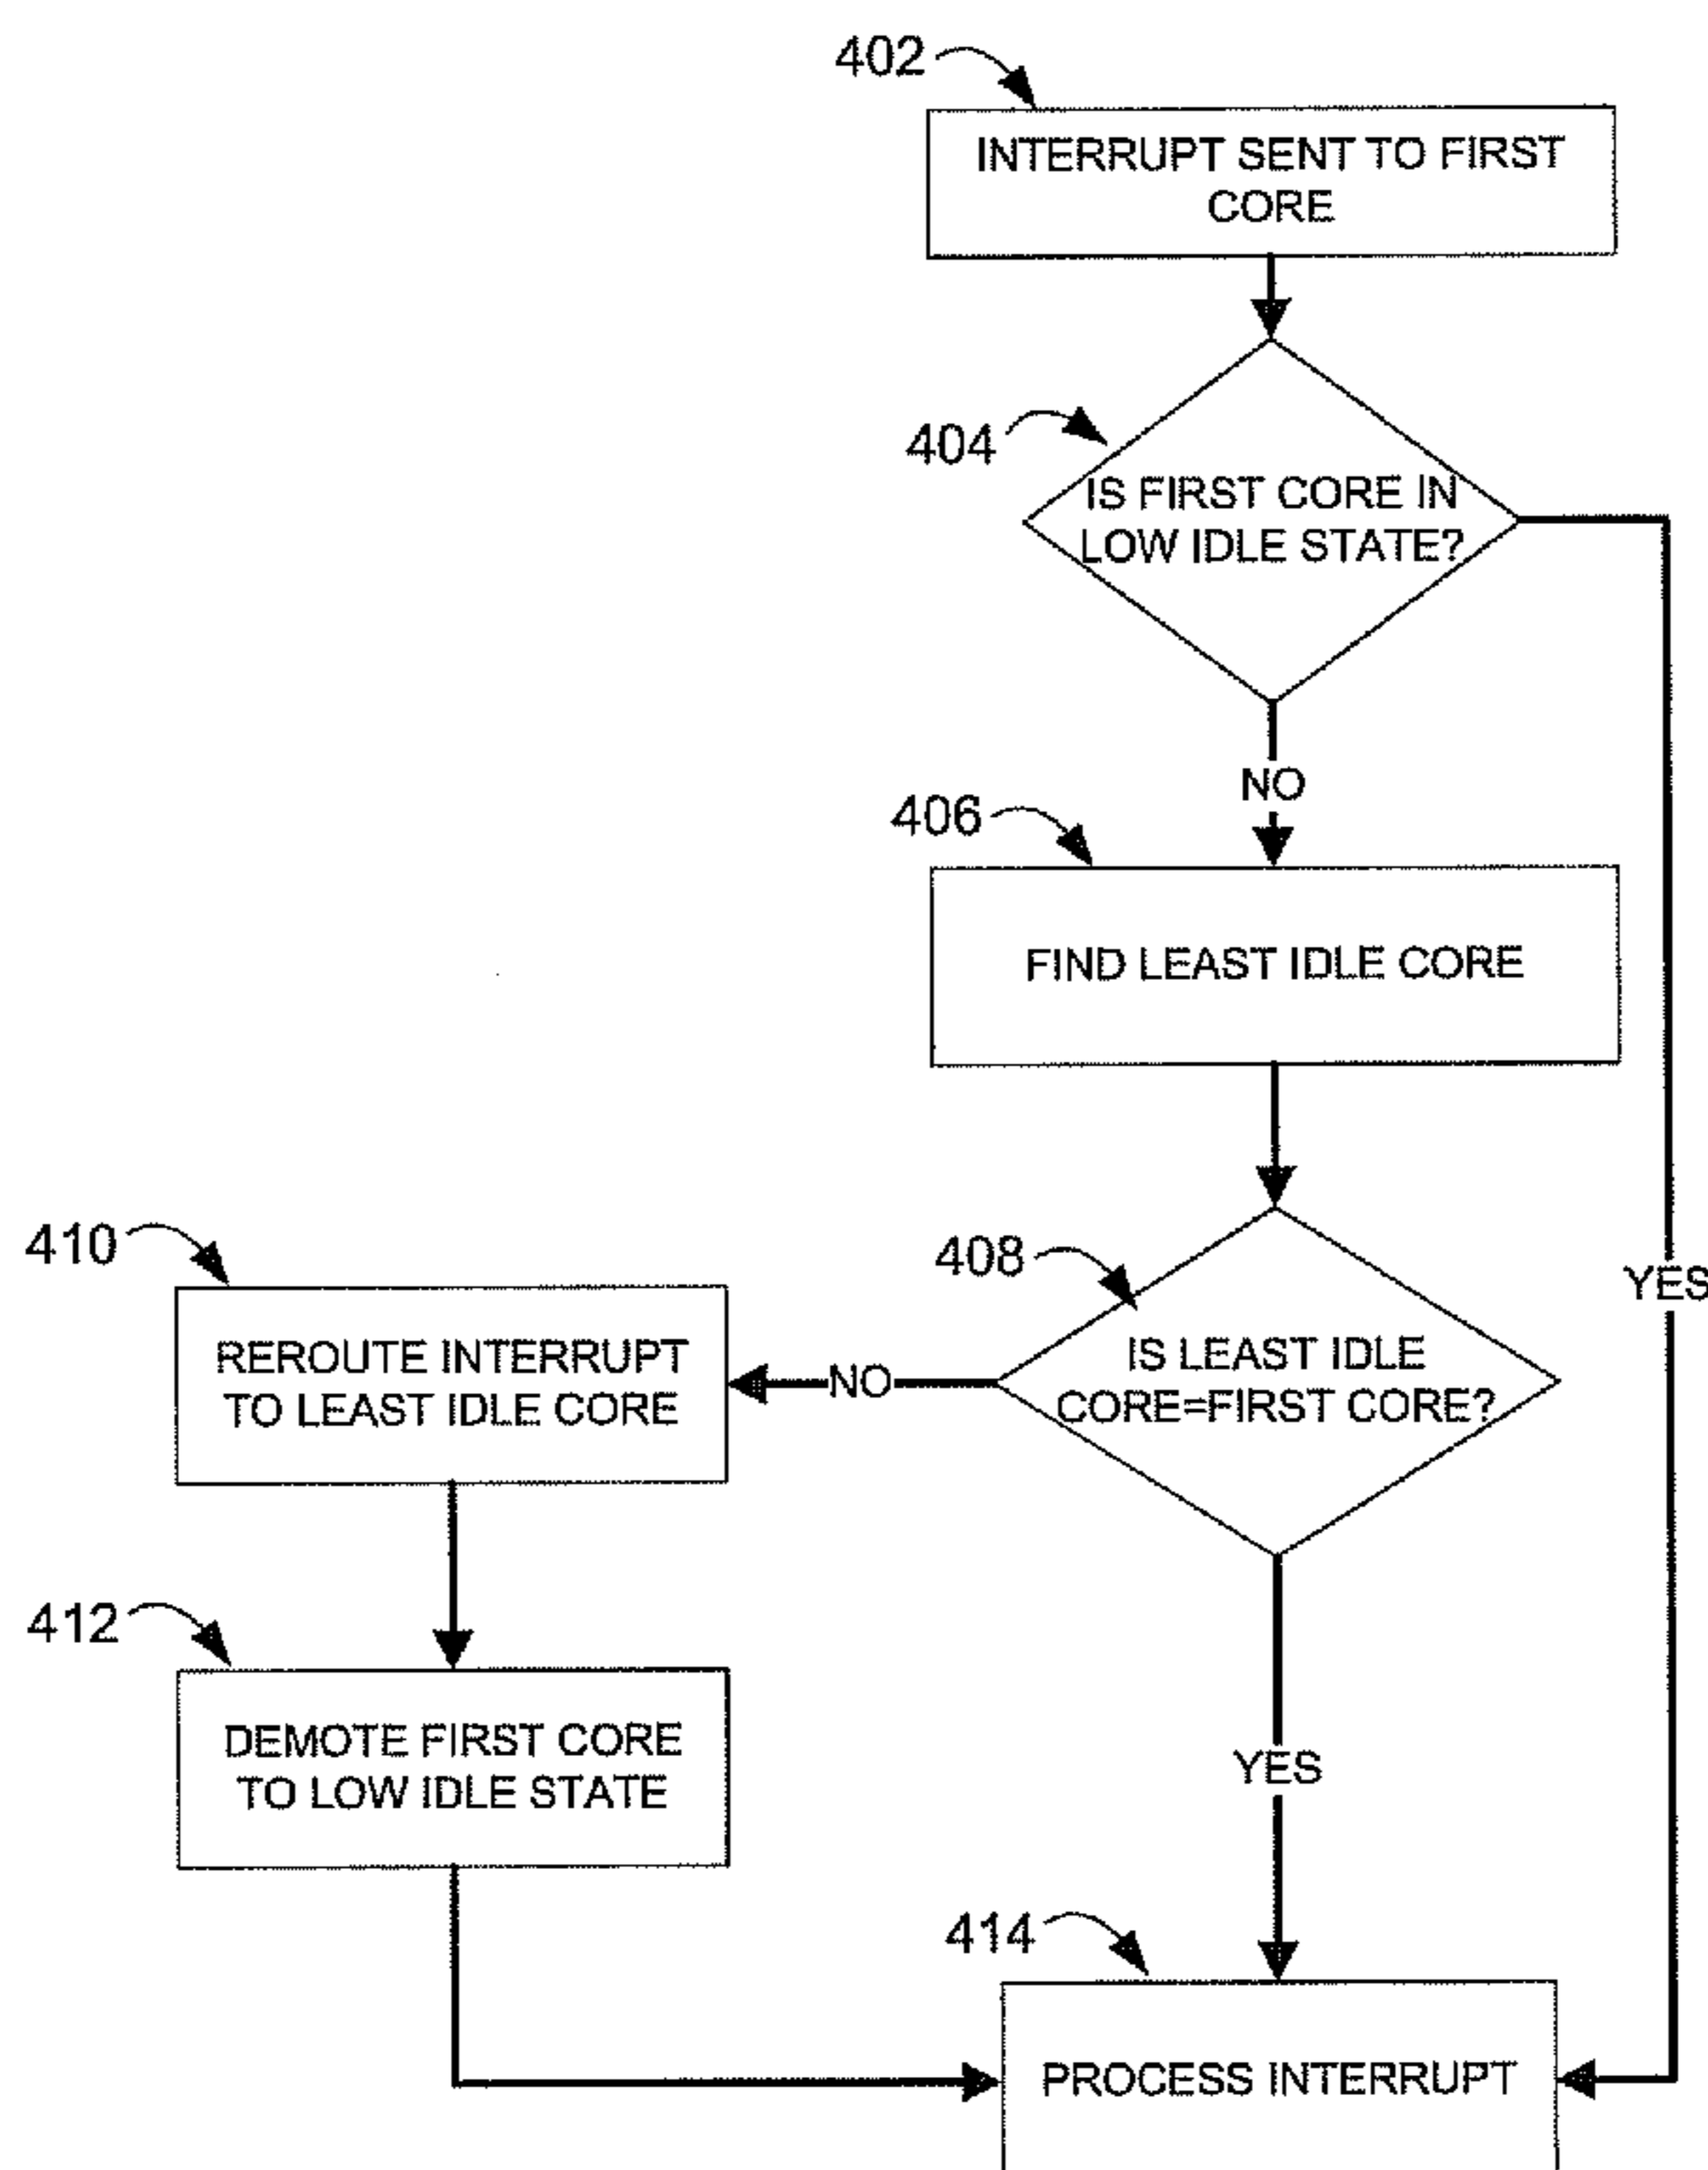 402
INTERRUPT SENT TO FIRST
CORE
404
IS FIRST CORE IN
LOW IDLE STATE?
NO
406
FIND LEAST IDLE CORE
408
IS LEAST IDLE
CORE=FIRST CORE?
YES
NO
410
REROUTE INTERRUPT
TO LEAST IDLE CORE
412
DEMOTE FIRST CORE
TO LOW IDLE STATE
YES
414
PROCESS INTERRUPT